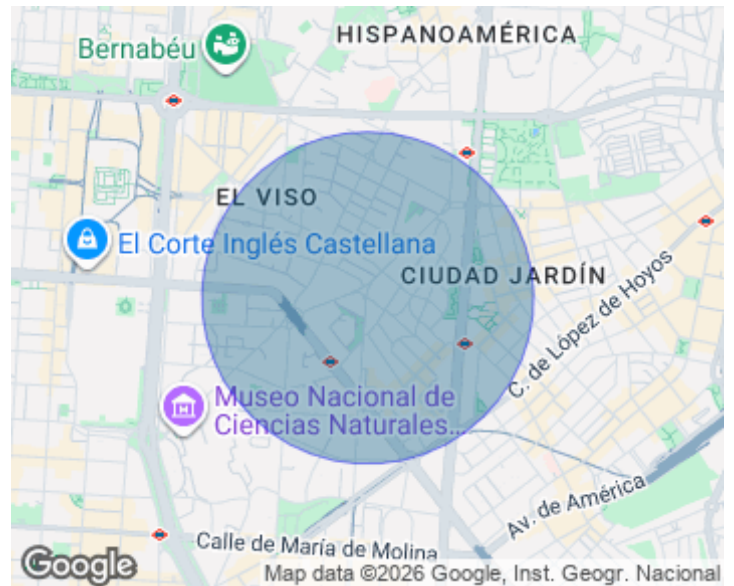 HISPANOAMÉRICA
Bernabéu
EL VISO
El Corte Inglés Castellana
CIUDAD JARDÍN
C. de López de Hoyos
Museo Nacional de
Ciencias Naturales...
Av. de América
Calle de María de Molina
Google
Map data ©2026 Google, Inst. Geogr. Nacional